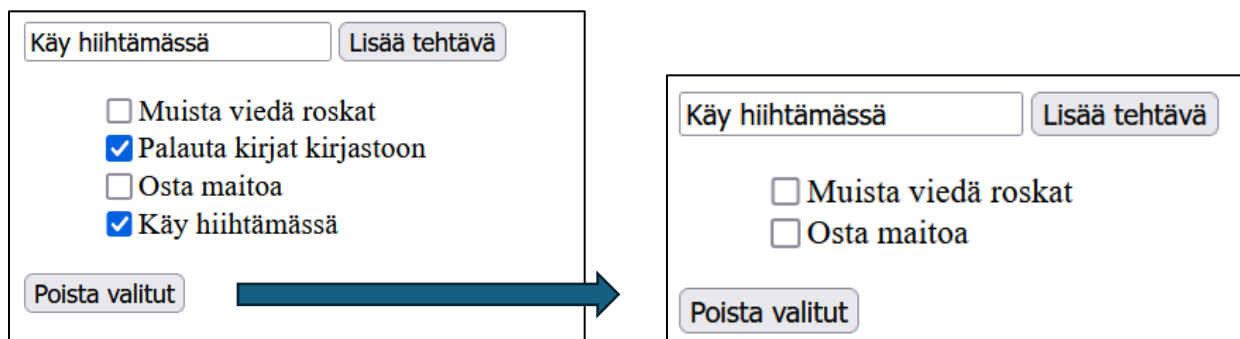 Käy hiihtämässä Lisää tehtävä
Muista viedä roskat
Palauta kirjat kirjastoon
Osta maitoa
Käy hiihtämässä
Poista valitut
Käy hiihtämässä Lisää tehtävä
Muista viedä roskat
Osta maitoa
Poista valitut